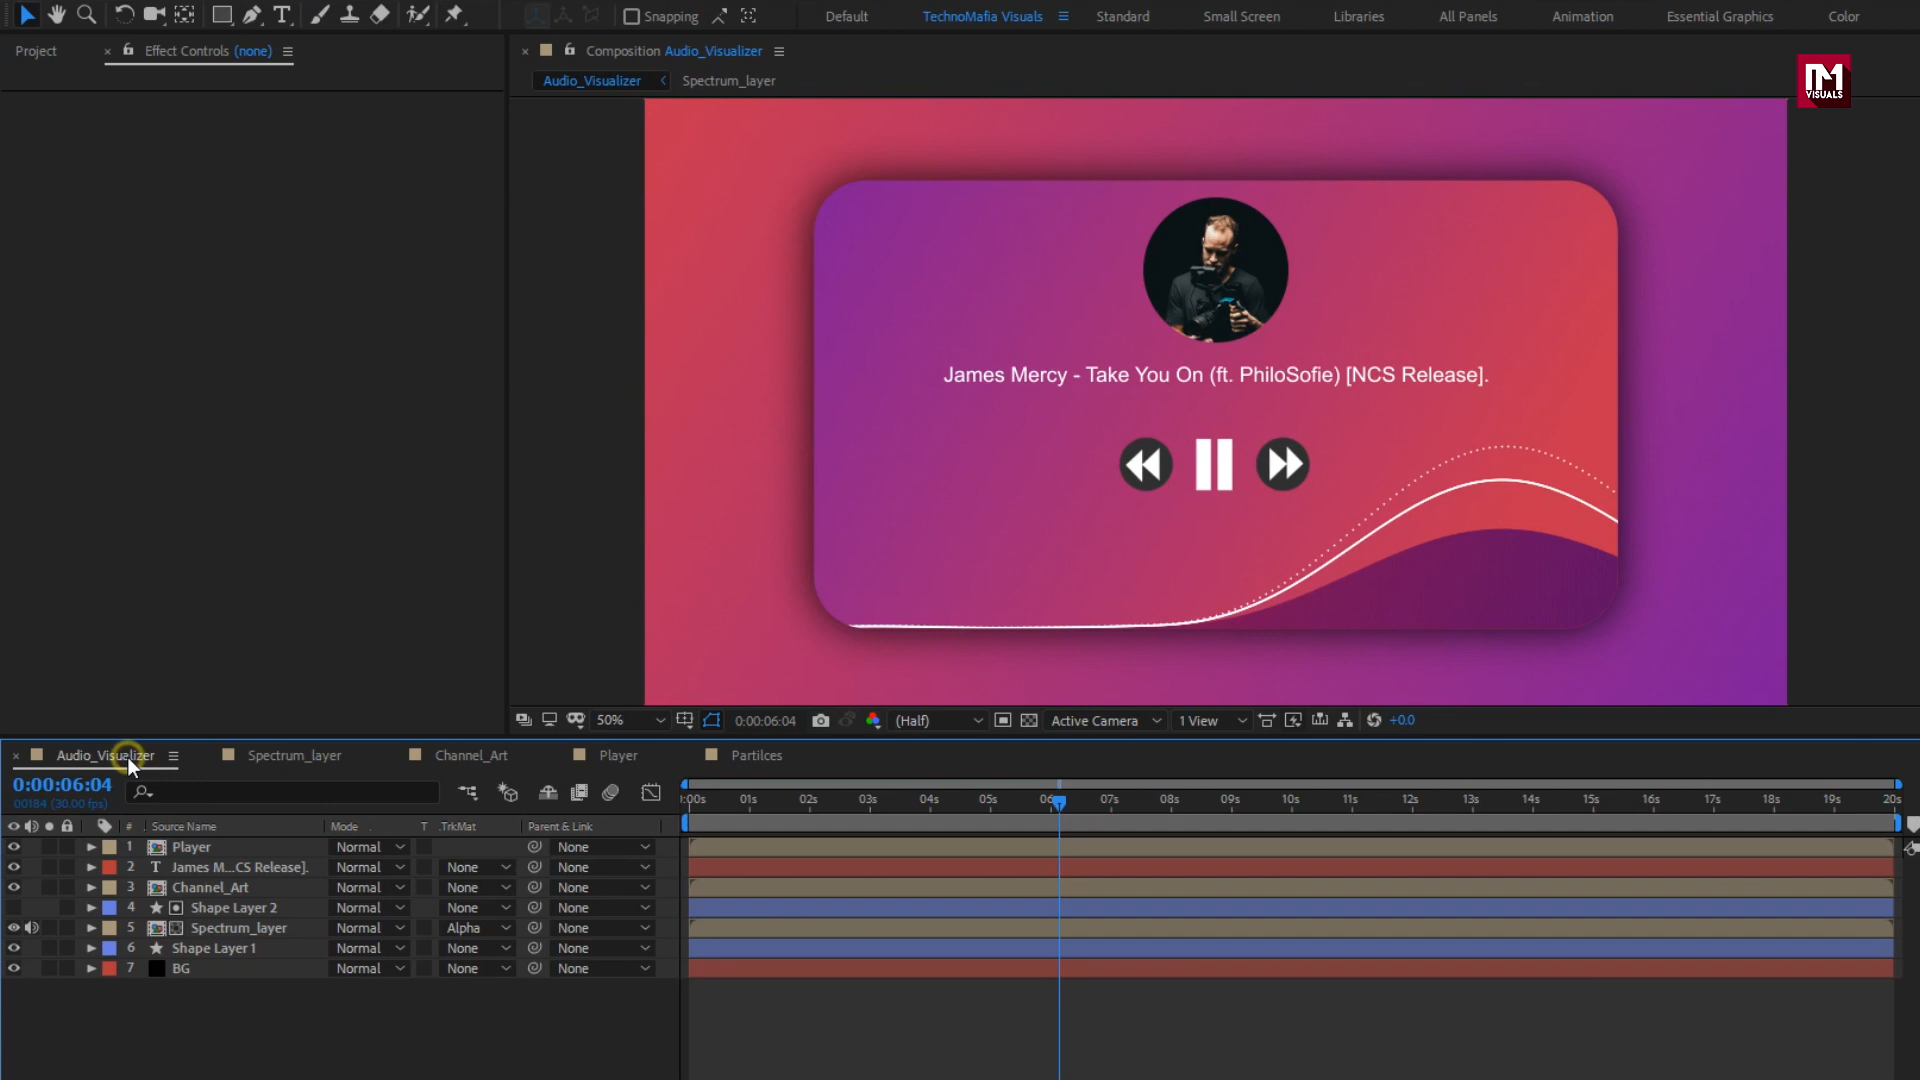 Snapping
Default
TechnoMafia Visuals
Standard
Small Screen
Libraries
All Panels
Animation
Essential Graphics
Color
Project
Effect Controls (none)
Composition Audio_Visualizer
Audio_Visualizer
Spectrum_layer
VISUALS
James Mercy - Take You On (ft. PhiloSofie) [NCS Release].
50%
0:00:06:04
(Half)
Active Camera
1 View
+0.0
Audio_Visualizer
Spectrum_layer
Channel_Art
Player
Partilces
0:00:06:04
00184 (30.00 fps)
:00s 01s 02s 03s 04s 05s 06 07s 08s 09s 10s 11s 12s 13s 14s 15s 16s 17s 18s 19s 20s
# Source Name Mode T .TrkMat Parent & Link
1 Player Normal None
2 T James M...CS Release]. Normal None None
3 Channel_Art Normal None None
4 Shape Layer 2 Normal None None
5 Spectrum_layer Normal Alpha None
6 Shape Layer 1 Normal None None
7 BG Normal None None